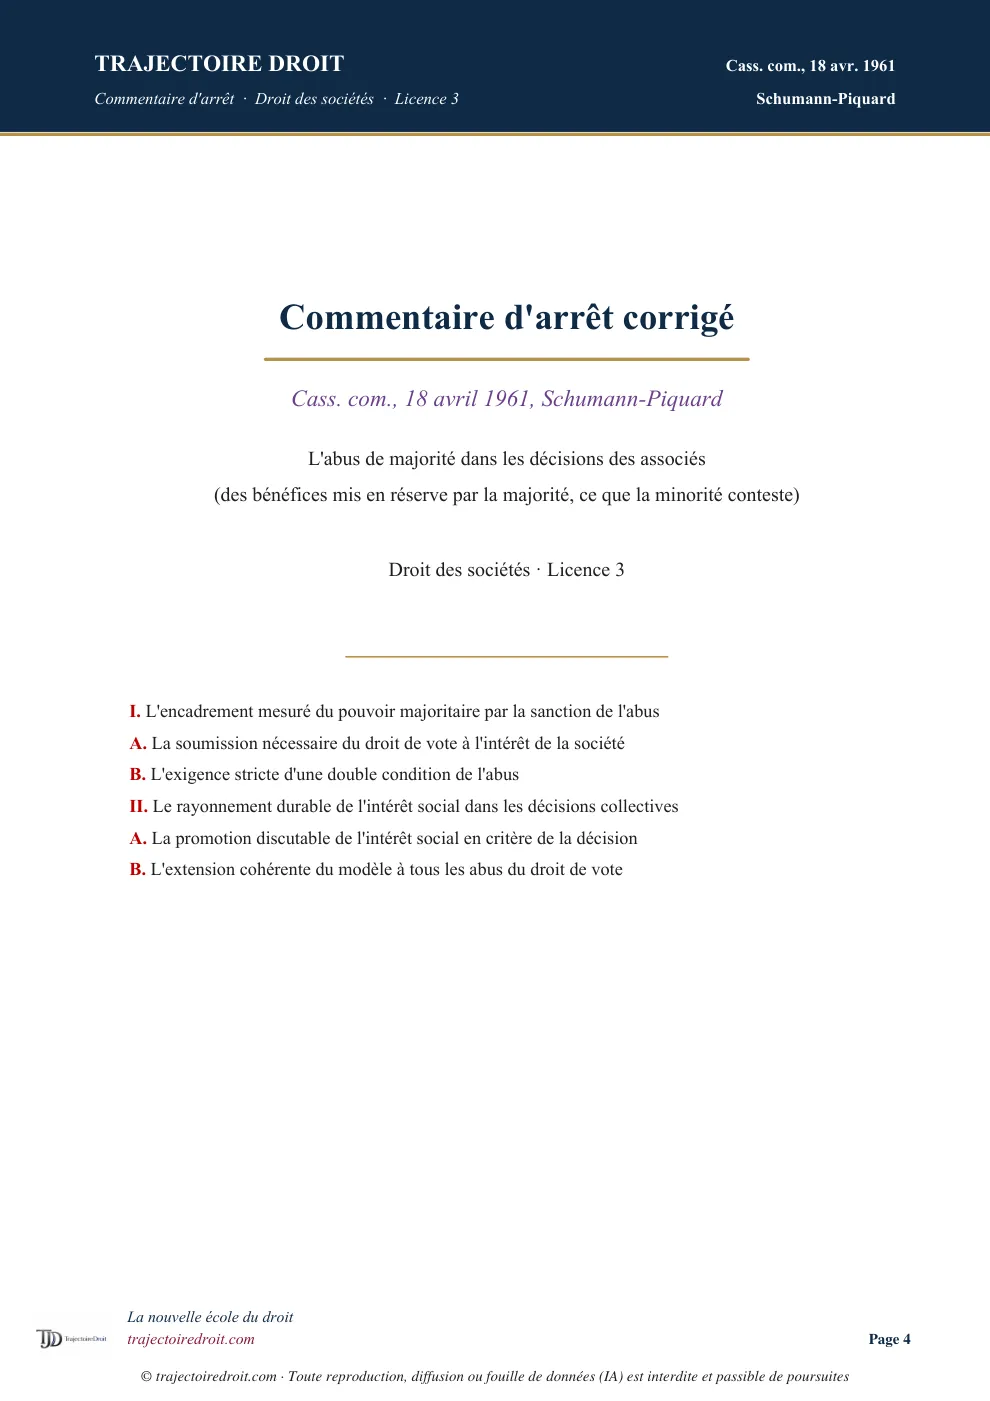 TRAJECTOIRE DROIT
Cass. com., 18 avr. 1961
Commentaire d'arrêt · Droit des sociétés · Licence 3
Schumann-Piquard
Commentaire d'arrêt corrigé
Cass. com., 18 avril 1961, Schumann-Piquard
L'abus de majorité dans les décisions des associés
(des bénéfices mis en réserve par la majorité, ce que la minorité conteste)
Droit des sociétés · Licence 3
I. L'encadrement mesuré du pouvoir majoritaire par la sanction de l'abus
A. La soumission nécessaire du droit de vote à l'intérêt de la société
B. L'exigence stricte d'une double condition de l'abus
II. Le rayonnement durable de l'intérêt social dans les décisions collectives
A. La promotion discutable de l'intérêt social en critère de la décision
B. L'extension cohérente du modèle à tous les abus du droit de vote
La nouvelle école du droit
TJD TrajectoireDroit
trajectoiredroit.com
Page 4
© trajectoiredroit.com · Toute reproduction, diffusion ou fouille de données (IA) est interdite et passible de poursuites